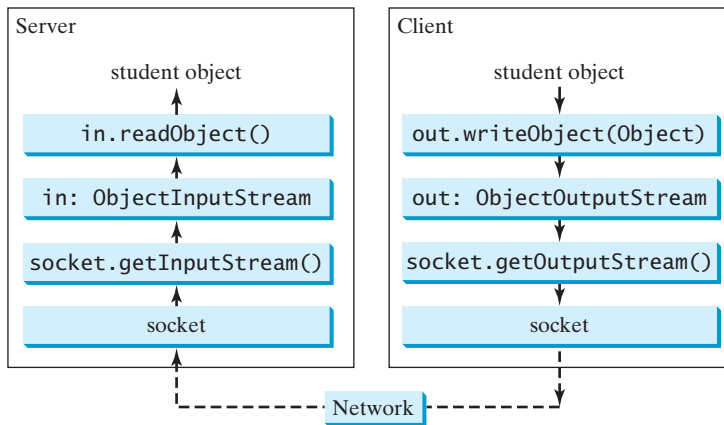 Server
student object
in.readObject()
in: ObjectInputStream
socket.getInputStream()
socket
Client
student object
out.writeObject(Object)
out: ObjectOutputStream
socket.getOutputStream()
socket
Network